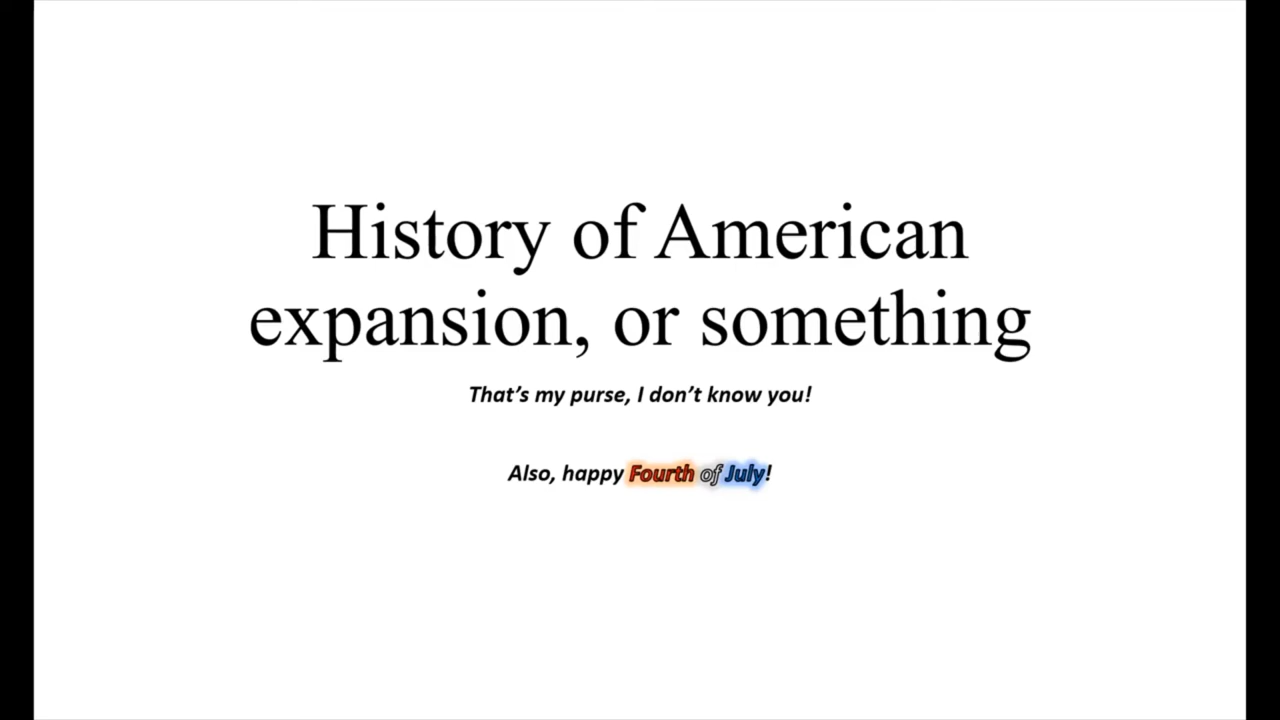 History of American
expansion, or something
That’s my purse, I don’t know you!
Also, happy Fourth of July!